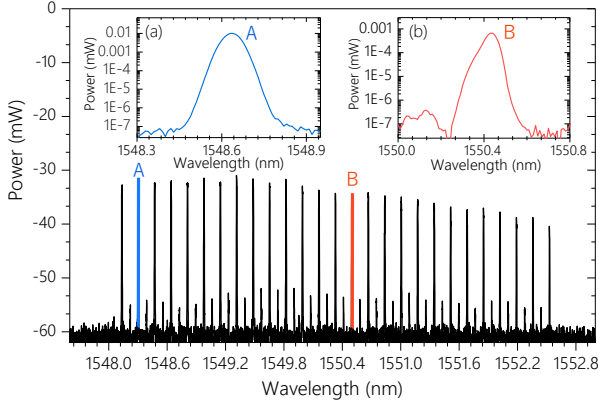 Power (mW)
0
-10
-20
-30
-40
-50
-60
1548.0 1548.6 1549.2 1549.8 1550.4 1551.0 1551.6 1552.2 1552.8
Wavelength (nm)
A
B
(a)
A
Power (mW)
0.01
0.001
1E-4
1E-5
1E-6
1E-7
1548.3 1548.6 1548.9
Wavelength (nm)
(b)
B
Power (mW)
0.001
1E-4
1E-5
1E-6
1E-7
1550.0 1550.4 1550.8
Wavelength (nm)